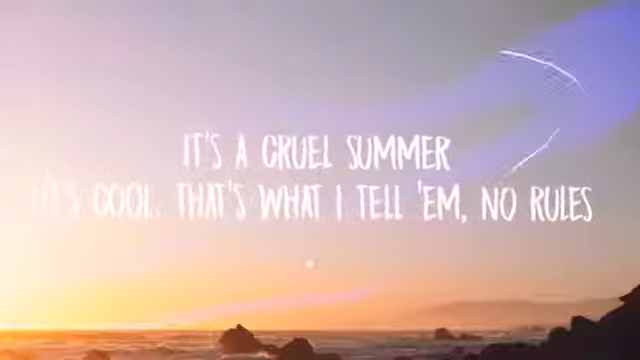 IT'S A CRUEL SUMMER
IT'S COOL, THAT'S WHAT I TELL 'EM, NO RULES